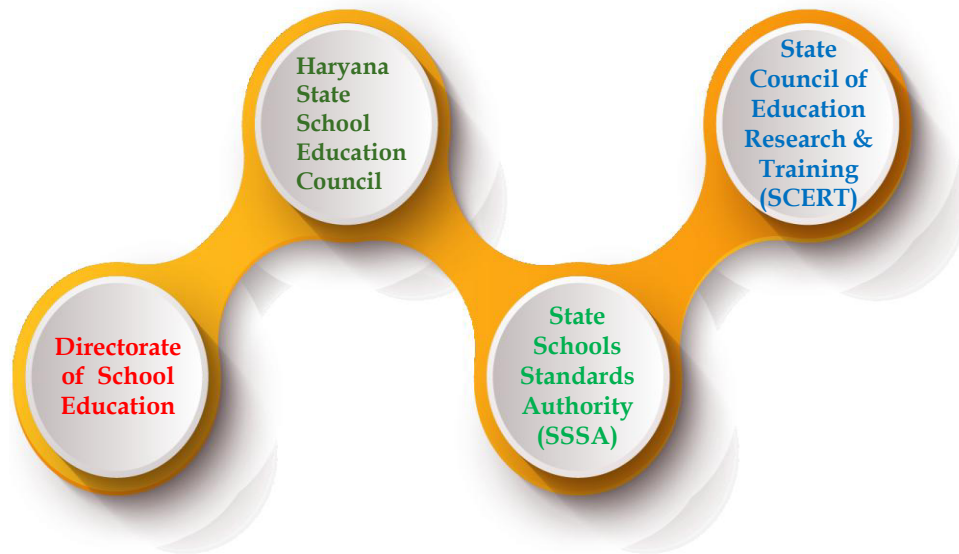 Directorate
of School
Education
Haryana
State
School
Education
Council
State
Schools
Standards
Authority
(SSSA)
State
Council of
Education
Research &
Training
(SCERT)